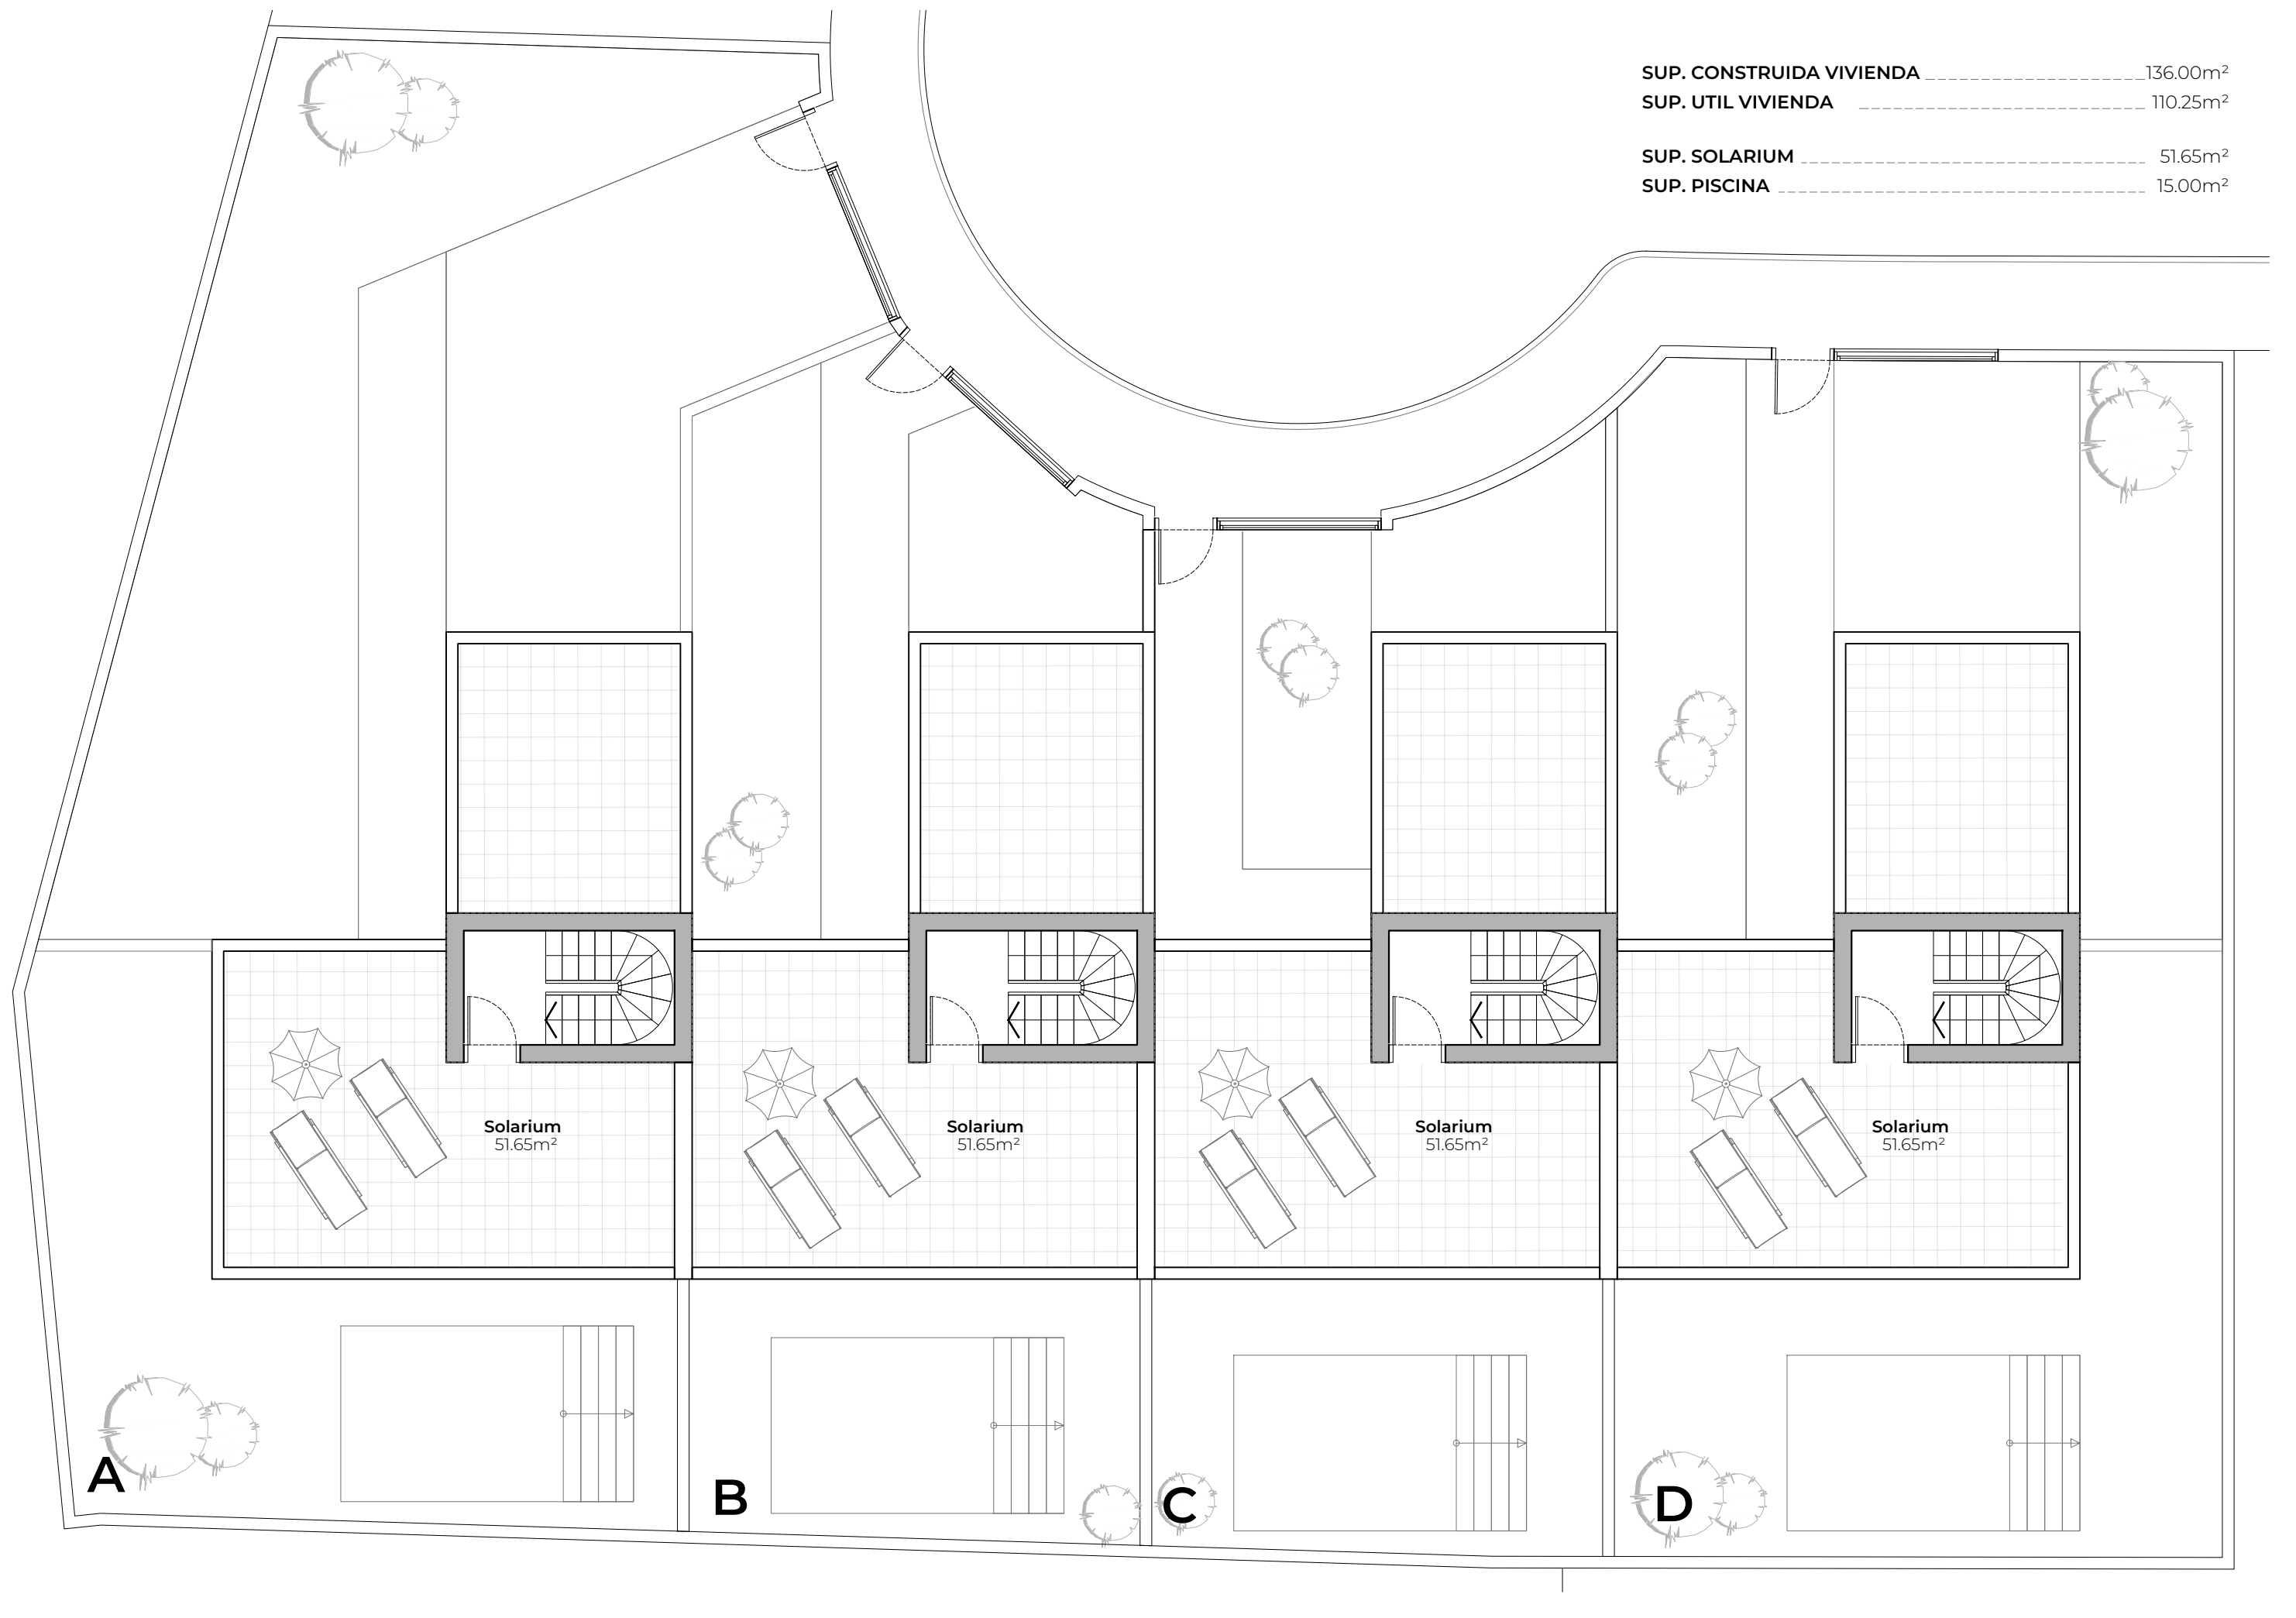 SUP. CONSTRUIDA VIVIENDA 136.00m²
SUP. UTIL VIVIENDA 110.25m²
SUP. SOLARIUM 51.65m²
SUP. PISCINA 15.00m²
Solarium
51.65m²
Solarium
51.65m²
Solarium
51.65m²
Solarium
51.65m²
A
B
C
D